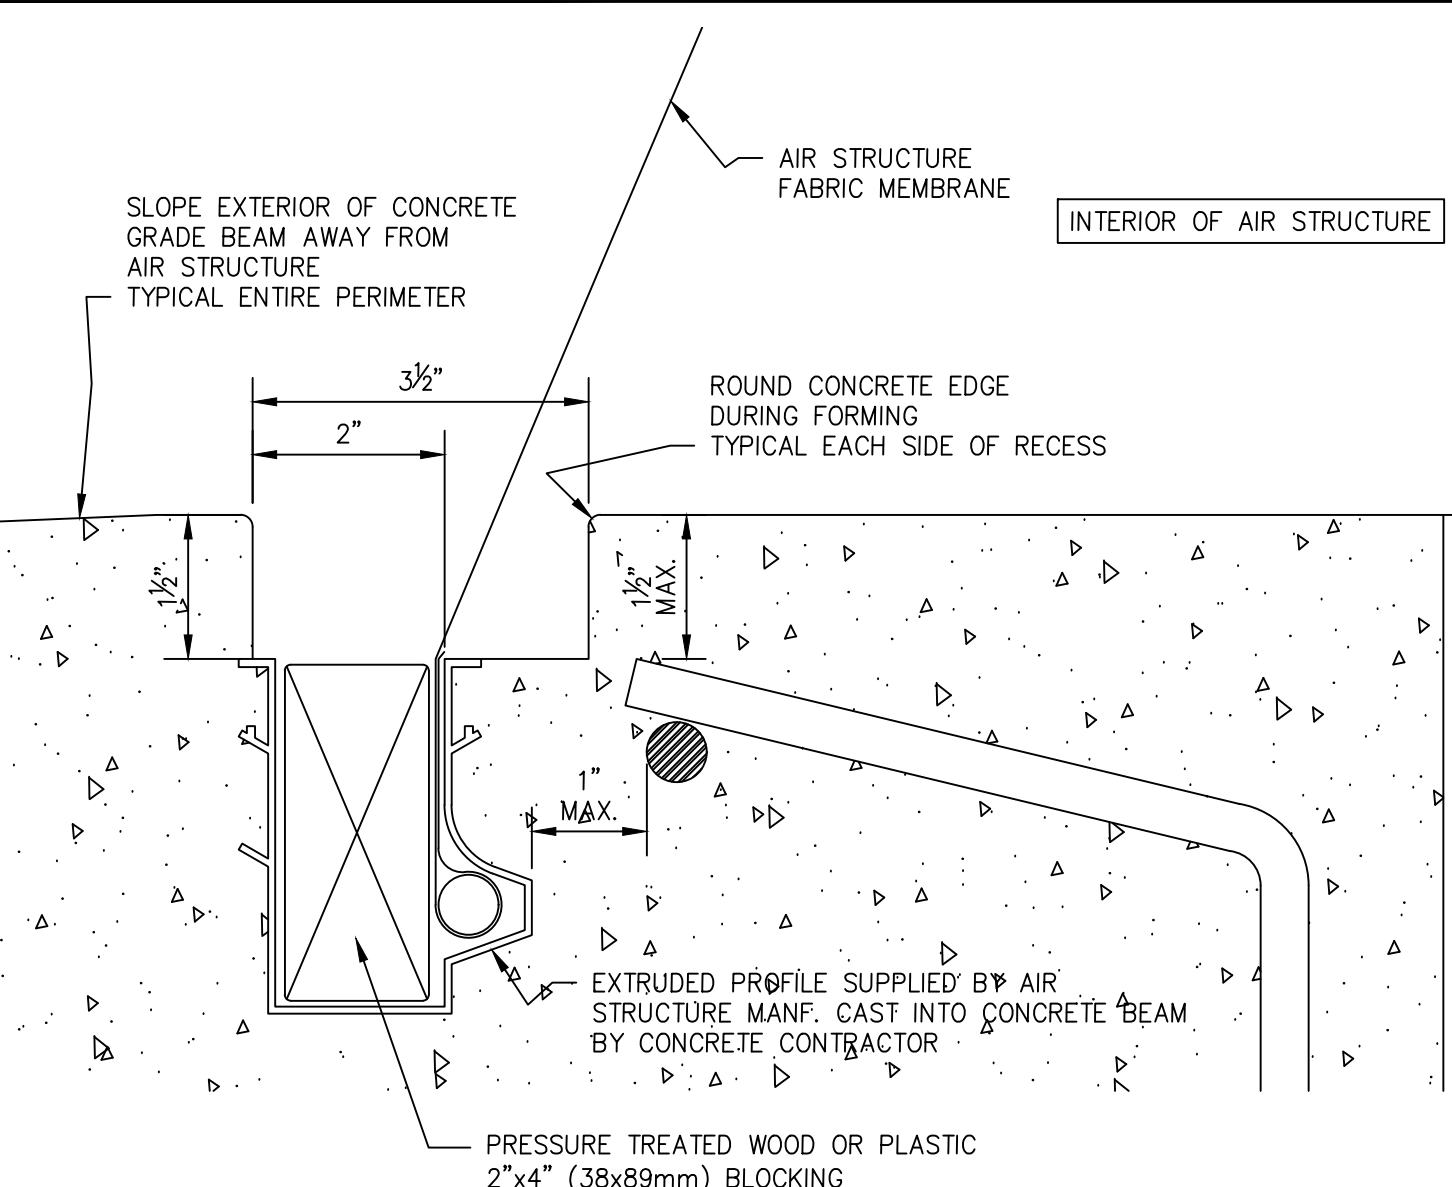 AIR STRUCTURE
FABRIC MEMBRANE
SLOPE EXTERIOR OF CONCRETE
GRADE BEAM AWAY FROM
AIR STRUCTURE
TYPICAL ENTIRE PERIMETER
INTERIOR OF AIR STRUCTURE
3½”
2”
ROUND CONCRETE EDGE
DURING FORMING
TYPICAL EACH SIDE OF RECESS
1½”
1½”
MAX.
1”
MAX.
EXTRUDED PROFILE SUPPLIED BY AIR
STRUCTURE MANF. CAST INTO CONCRETE BEAM
BY CONCRETE CONTRACTOR
PRESSURE TREATED WOOD OR PLASTIC
2”x4” (38x89mm) BLOCKING